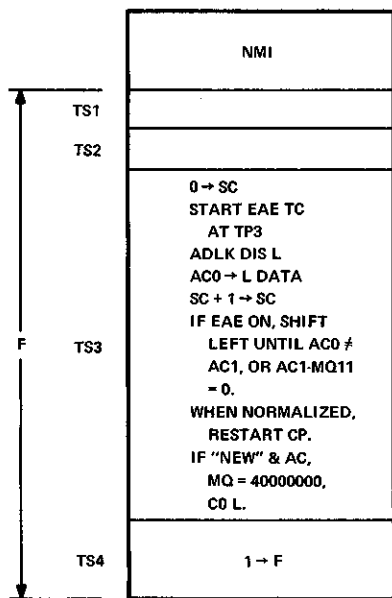 NMI
TS1
TS2
F
TS3
0 → SC
START EAE TC
AT TP3
ADLK DIS L
AC0 → L DATA
SC + 1 → SC
IF EAE ON, SHIFT
LEFT UNTIL AC0 ≠
AC1, OR AC1-MQ11
= 0.
WHEN NORMALIZED,
RESTART CP.
IF "NEW" & AC,
MQ = 40000000,
C0 L.
TS4
1 → F